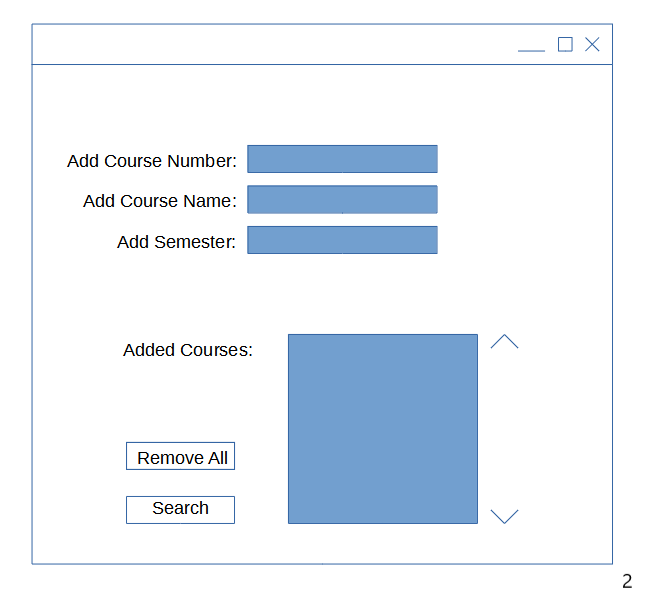 Add Course Number:
Add Course Name:
Add Semester:
Added Courses:
Remove All
Search
2